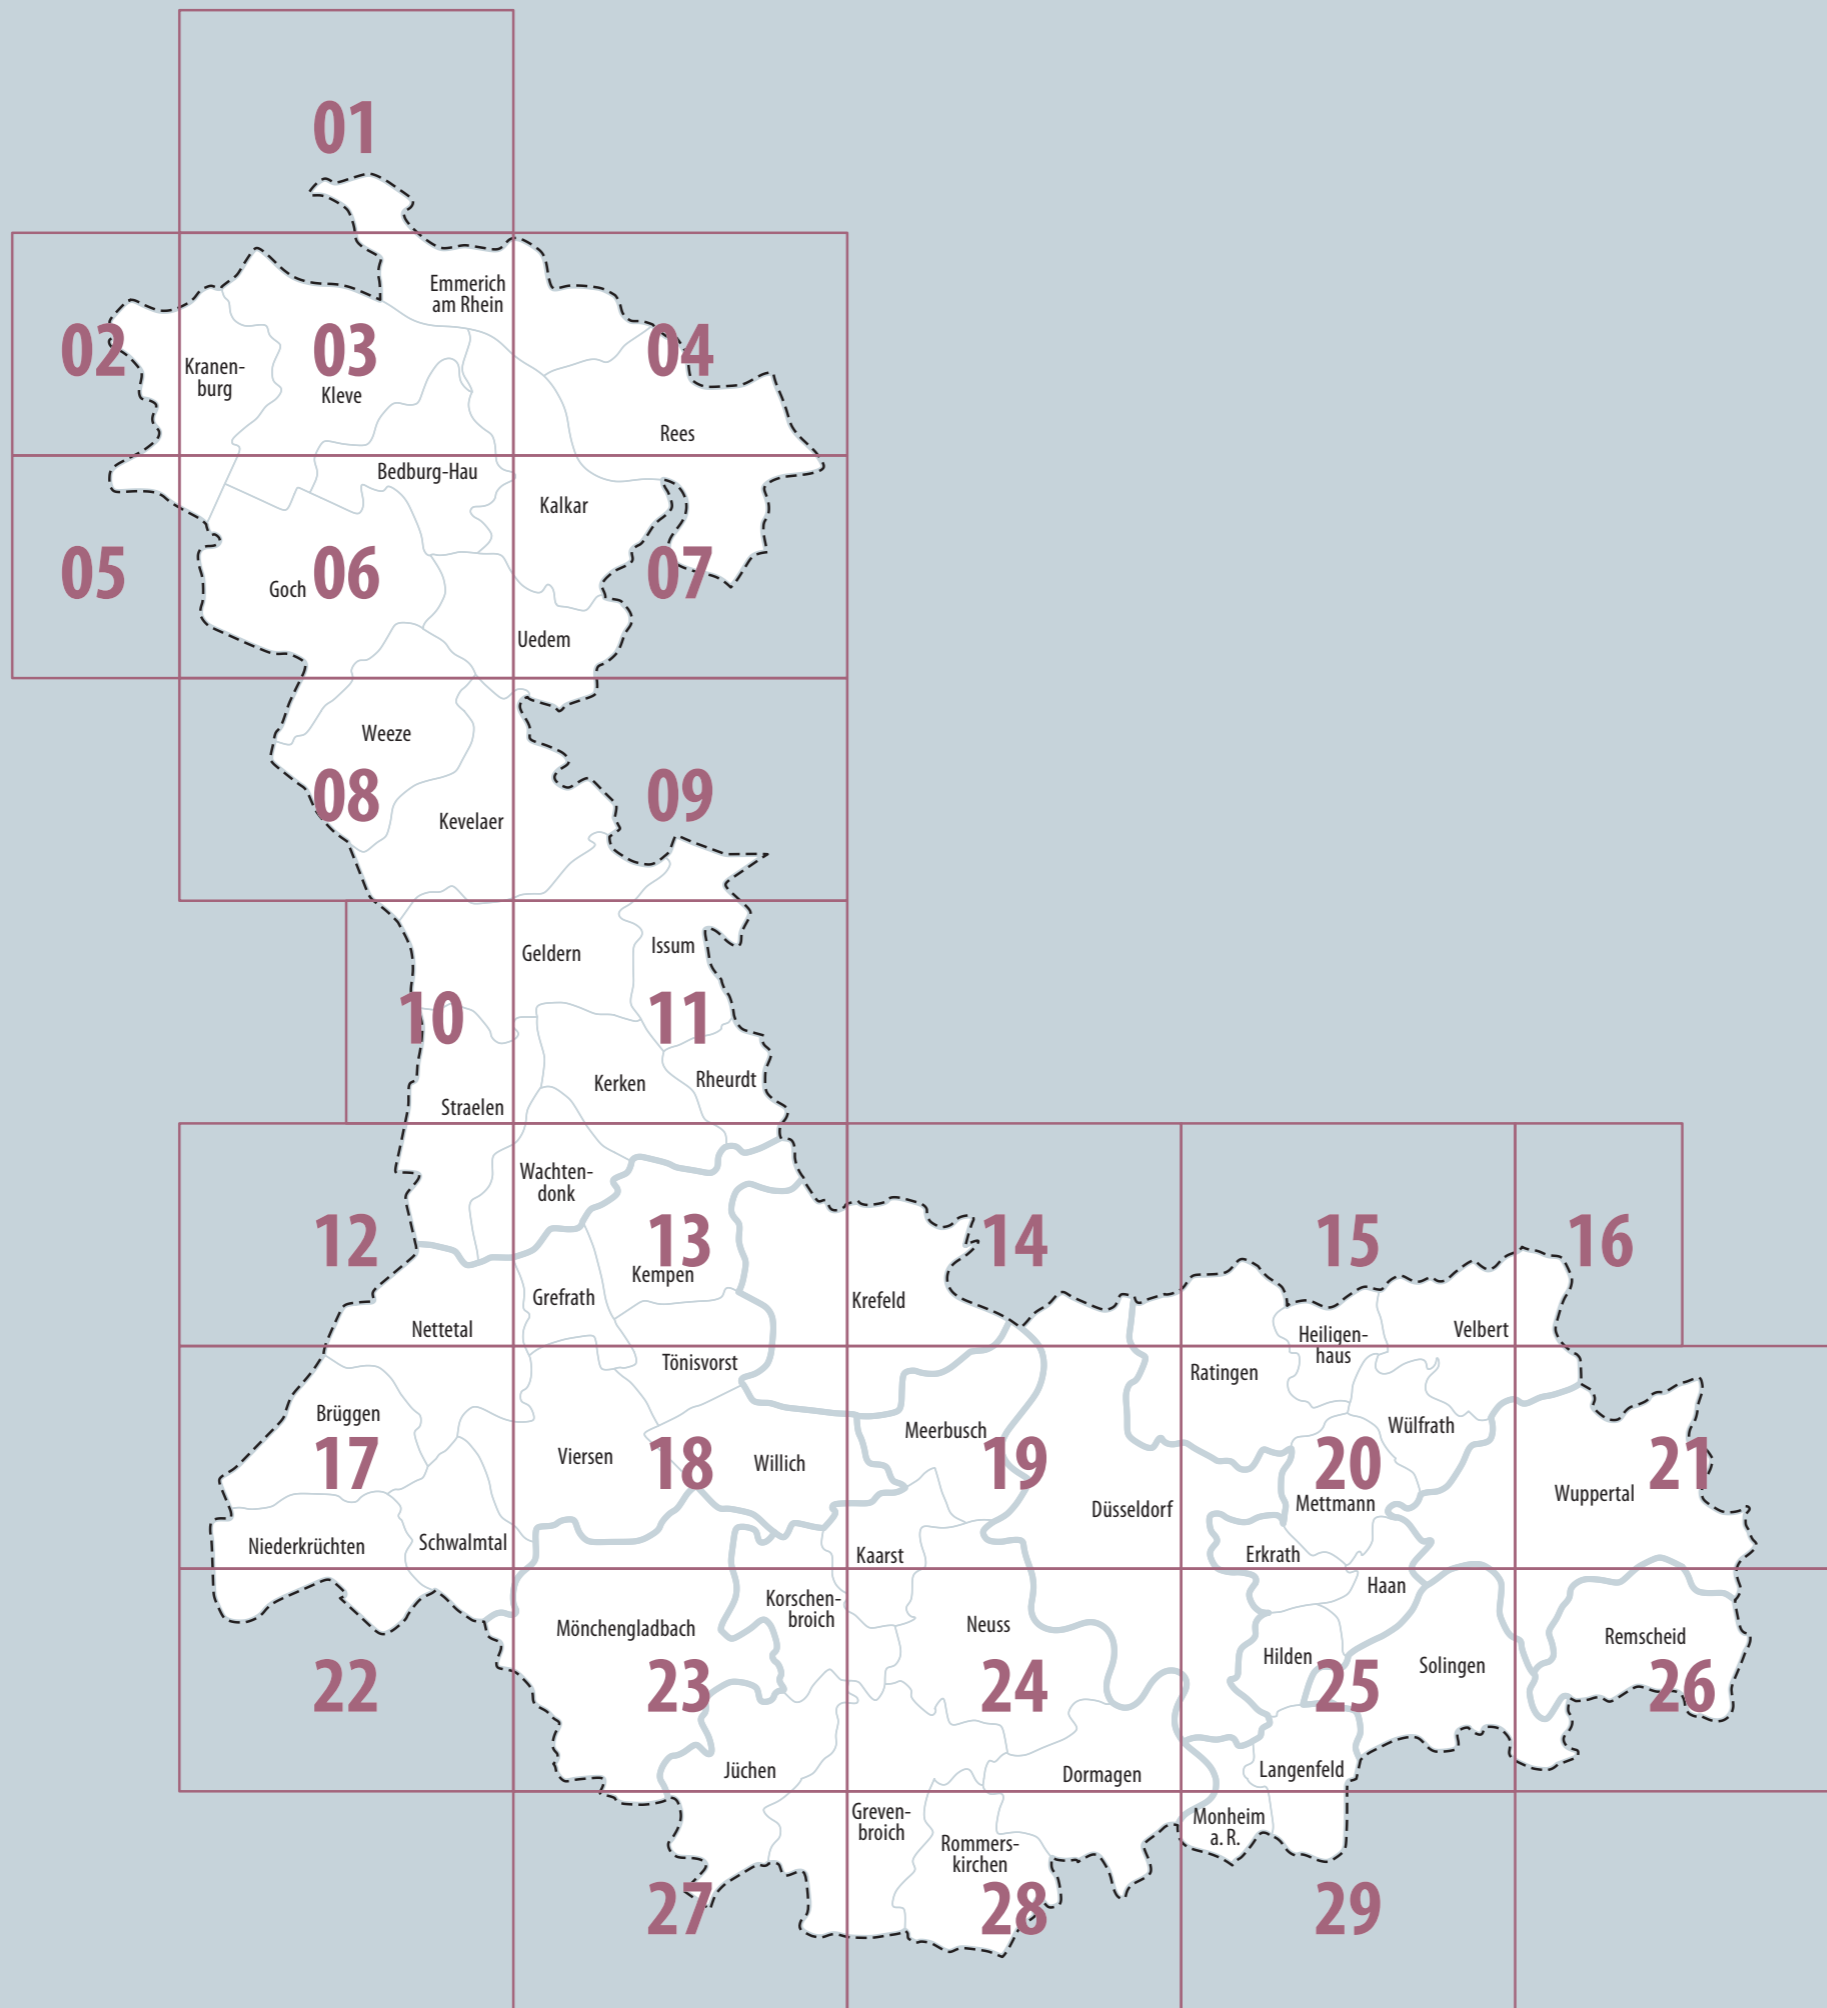 01
Emmerich
am Rhein
02
03
04
Kranen-
burg
Kleve
Rees
Bedburg-Hau
Kalkar
05
06
07
Goch
Uedem
Weeze
08
09
Kevelaer
Issum
Geldern
10
11
Kerken
Rheurdt
Straelen
Wachten-
donk
12
13
14
15
16
Kempen
Grefrath
Krefeld
Nettetal
Heiligen-
haus
Velbert
Tönisvorst
Ratingen
Brüggen
Meerbusch
Wülfrath
17
18
19
20
21
Viersen
Willich
Wuppertal
Mettmann
Düsseldorf
Niederkrüchten
Schwalmtal
Kaarst
Erkrath
Haan
Korschen-
broich
Mönchengladbach
Neuss
Remscheid
Hilden
Solingen
22
23
24
25
26
Jüchen
Dormagen
Langenfeld
Greven-
broich
Monheim
a. R.
Rommers-
kirchen
27
28
29